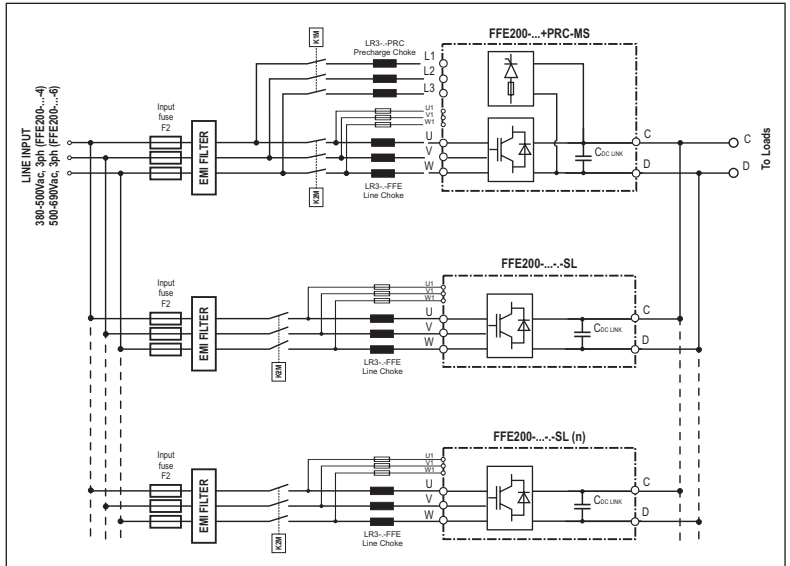 FFE200-...+PRC-MS
K1M
LR3-.-PRC
Precharge Choke
L1
L2
L3
LINE INPUT
380-500Vac, 3ph (FFE200-...-4)
500-690Vac, 3ph (FFE200-...-6)
Input
fuse
F2
EMI FILTER
U1
V1
W1
U
V
W
K2M
LR3-.-FFE
Line Choke
CDC LINK
C
D
C
D
To Loads
FFE200-...-.-SL
Input
fuse
F2
EMI FILTER
U1
V1
W1
U
V
W
K2M
LR3-.-FFE
Line Choke
CDC LINK
C
D
FFE200-...-.-SL (n)
Input
fuse
F2
EMI FILTER
U1
V1
W1
U
V
W
K2M
LR3-.-FFE
Line Choke
CDC LINK
C
D